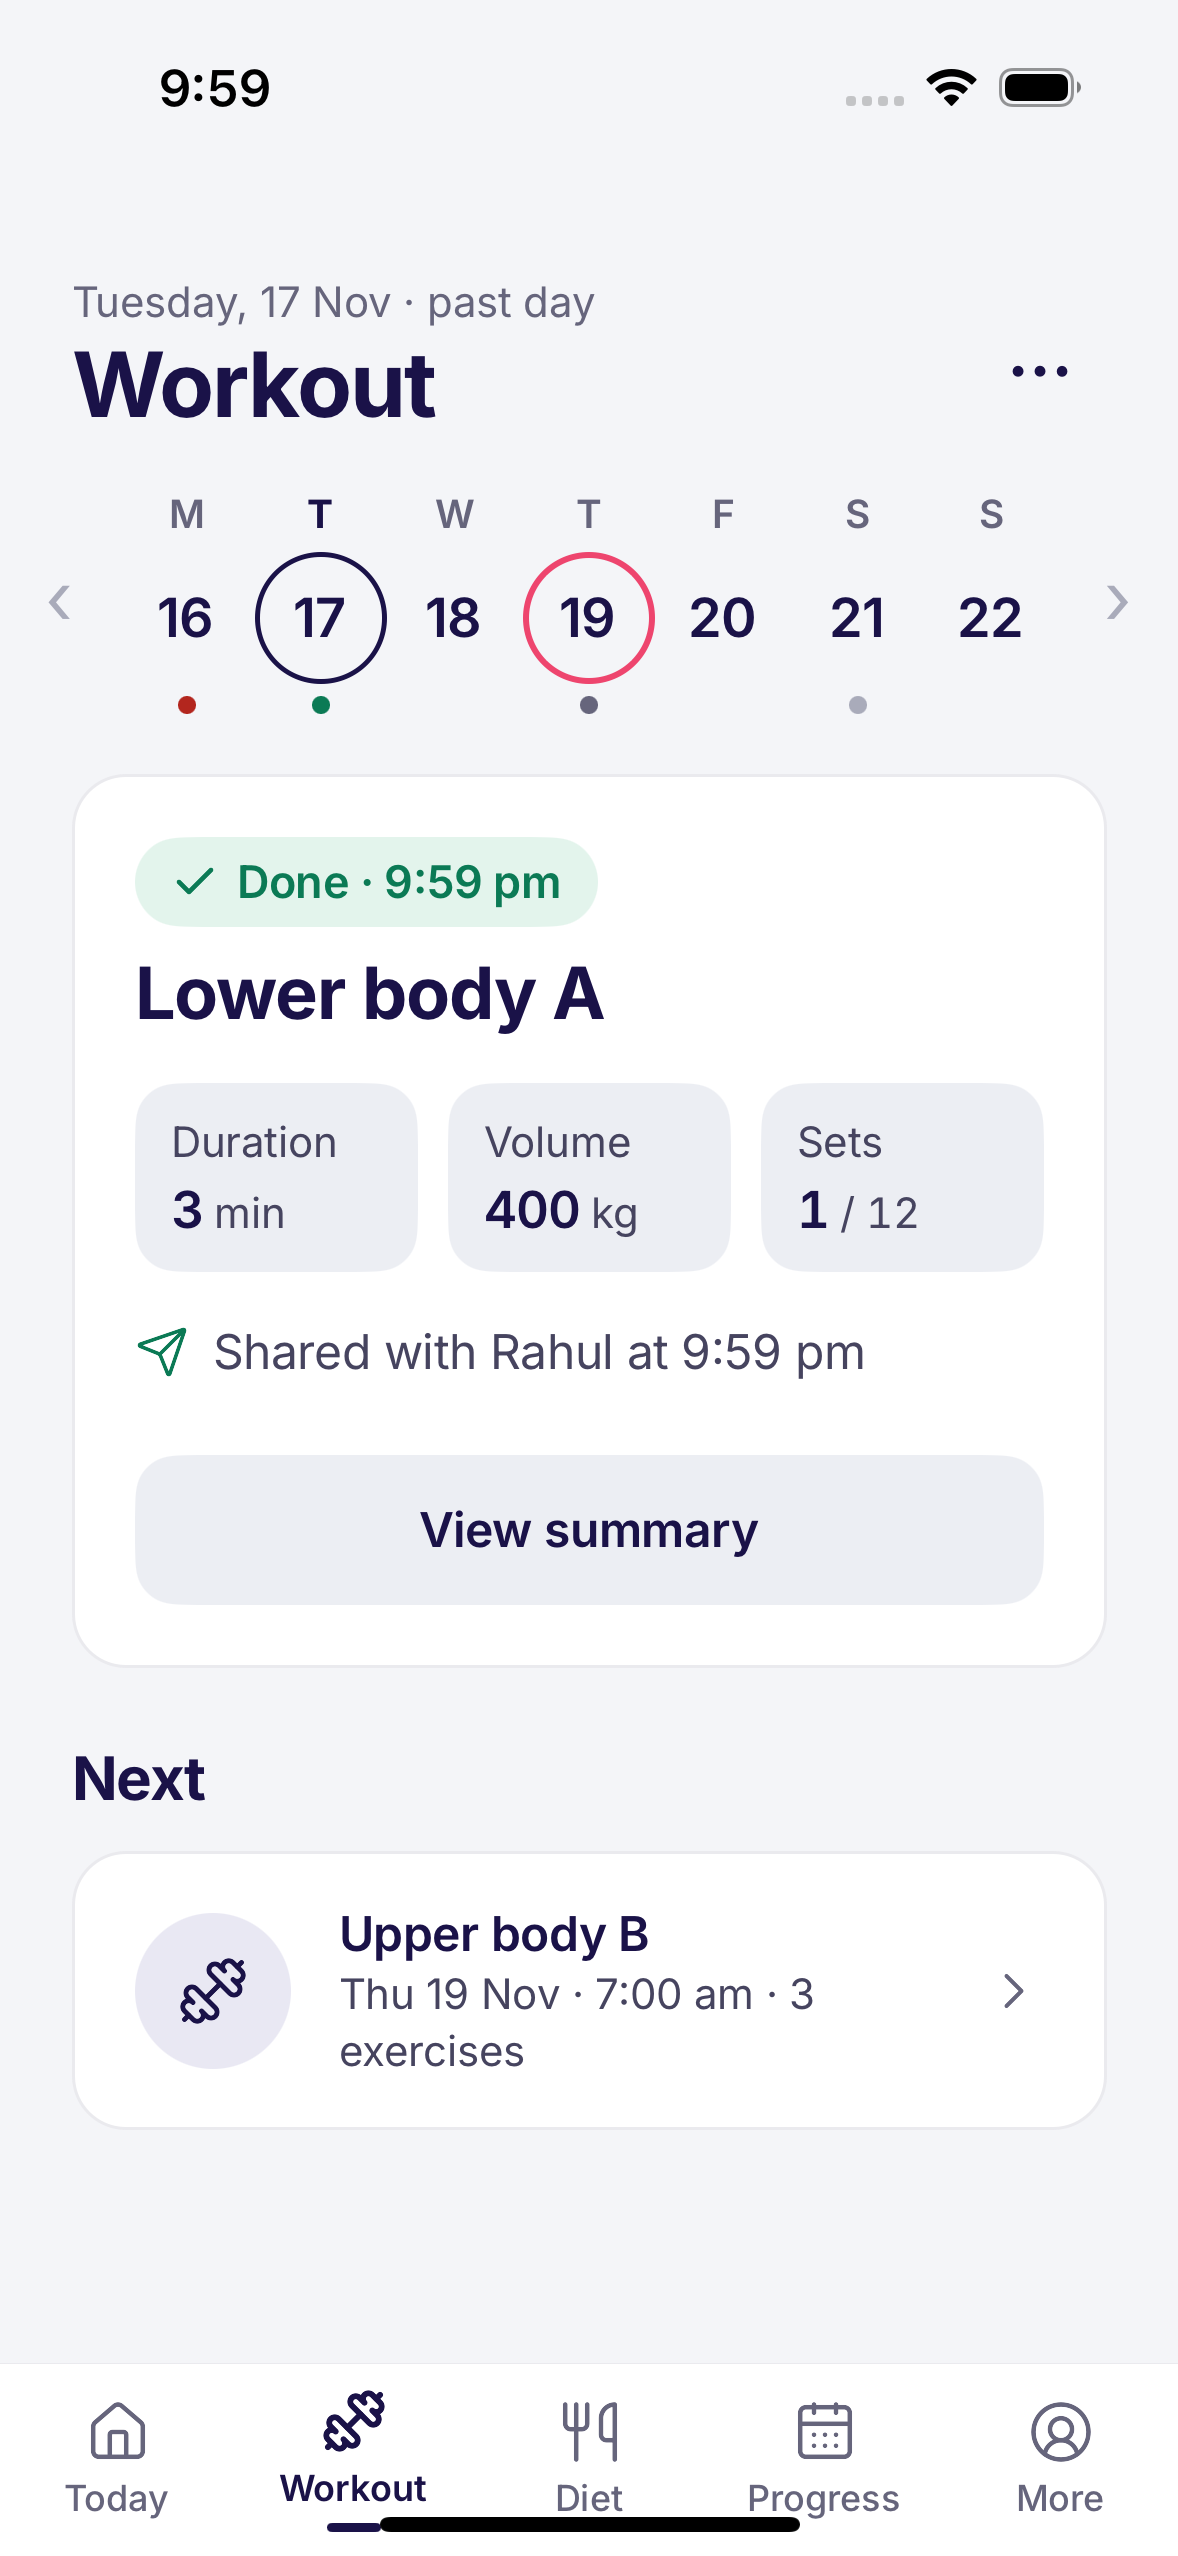 9:59
Tuesday, 17 Nov · past day
Workout
M T W T F S S
16 17 18 19 20 21 22
Done · 9:59 pm
Lower body A
Duration Volume Sets
3 min 400 kg 1 / 12
Shared with Rahul at 9:59 pm
View summary
Next
Upper body B
Thu 19 Nov · 7:00 am · 3
exercises
Today Workout Diet Progress More